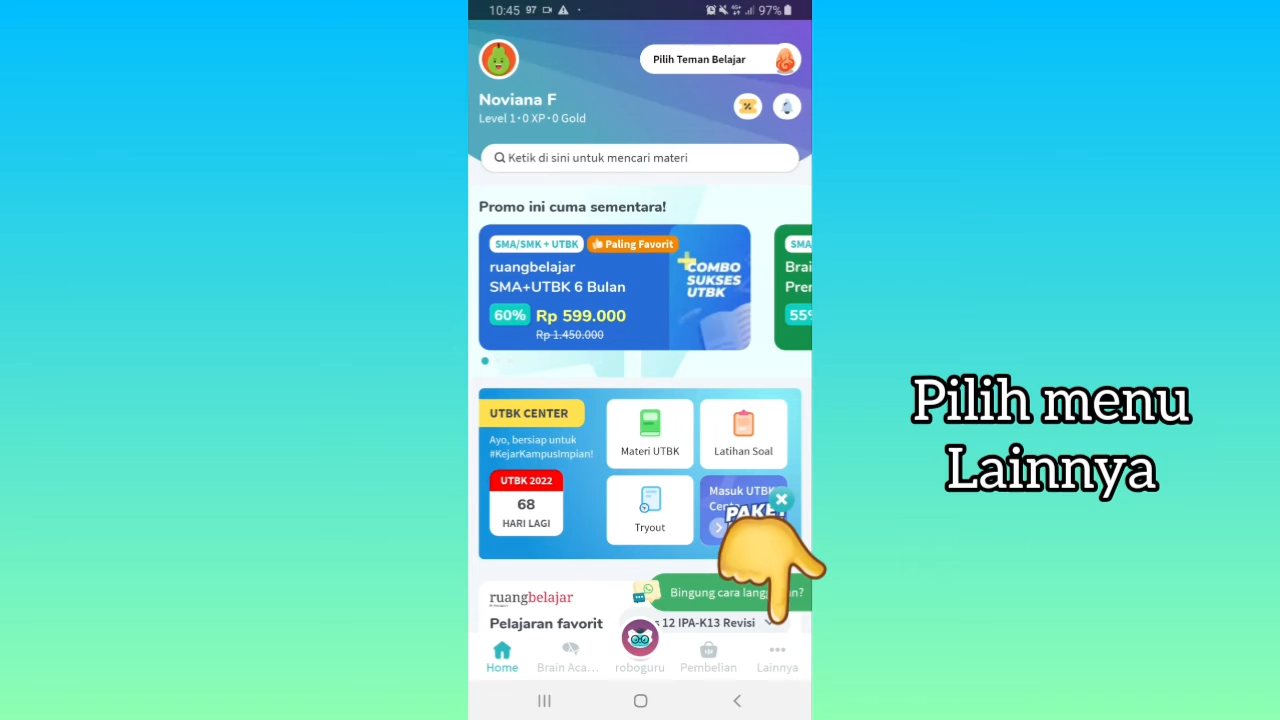 10:45 97
97%
Pilih Teman Belajar
Noviana F
Level 1•0 XP•0 Gold
Ketik di sini untuk mencari materi
Promo ini cuma sementara!
SMA/SMK + UTBK
Paling Favorit
ruangbelajar
SMA+UTBK 6 Bulan
60% Rp 599.000
Rp 1.450.000
COMBO
SUKSES
UTBK
SMA
Brai
Prer
55%
UTBK CENTER
Ayo, bersiap untuk
#KejarKampusImpian!
UTBK 2022
68
HARI LAGI
Materi UTBK
Latihan Soal
Tryout
Masuk UTBK
PAKET
Bingung cara
ruangbelajar
Pelajaran favorit
12 IPA-K13 Revisi
Home
Brain Aca...
roboguru
Pembelian
Lainnya
Pilih menu
Lainnya